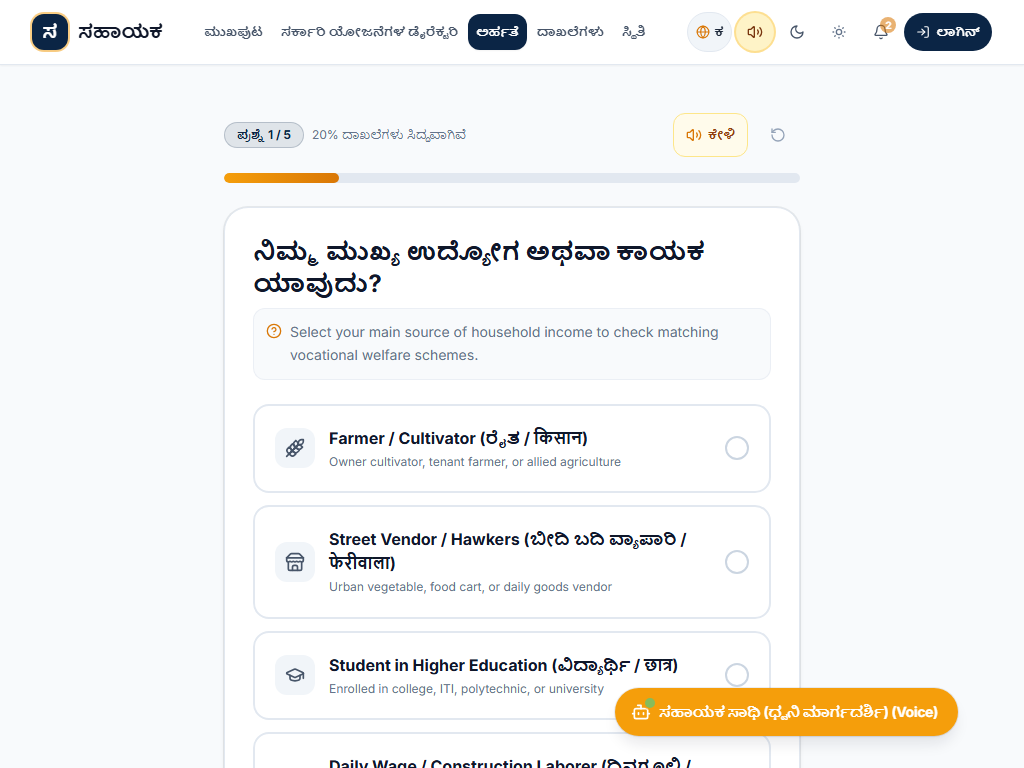 ಸ ಸಹಾಯಕ ಮುಖಪುಟ ಸರ್ಕಾರಿ ಯೋಜನೆಗಳ ಡೈರೆಕ್ಟರಿ ಅರ್ಹತೆ ದಾಖಲೆಗಳು ಸ್ಥಿತಿ ಕ 2 ಲಾಗಿನ್
ಪ್ರಶ್ನೆ 1 / 5 20% ದಾಖಲೆಗಳು ಸಿದ್ಧವಾಗಿವೆ ಕೇಳಿ
ನಿಮ್ಮ ಮುಖ್ಯ ಉದ್ಯೋಗ ಅಥವಾ ಕಾಯಕ
ಯಾವುದು?
Select your main source of household income to check matching
vocational welfare schemes.
Farmer / Cultivator (ರೈತ / किसान)
Owner cultivator, tenant farmer, or allied agriculture
Street Vendor / Hawkers (ಬೀದಿ ಬದಿ ವ್ಯಾಪಾರಿ /
फेरीवाला)
Urban vegetable, food cart, or daily goods vendor
Student in Higher Education (ವಿದ್ಯಾರ್ಥಿ / छात्र)
Enrolled in college, ITI, polytechnic, or university
ಸಹಾಯಕ ಸಾಥಿ (ಧ್ವನಿ ಮಾರ್ಗದರ್ಶಿ) (Voice)
Daily Wage / Construction Laborer (ದಿನಗೂಲಿ /